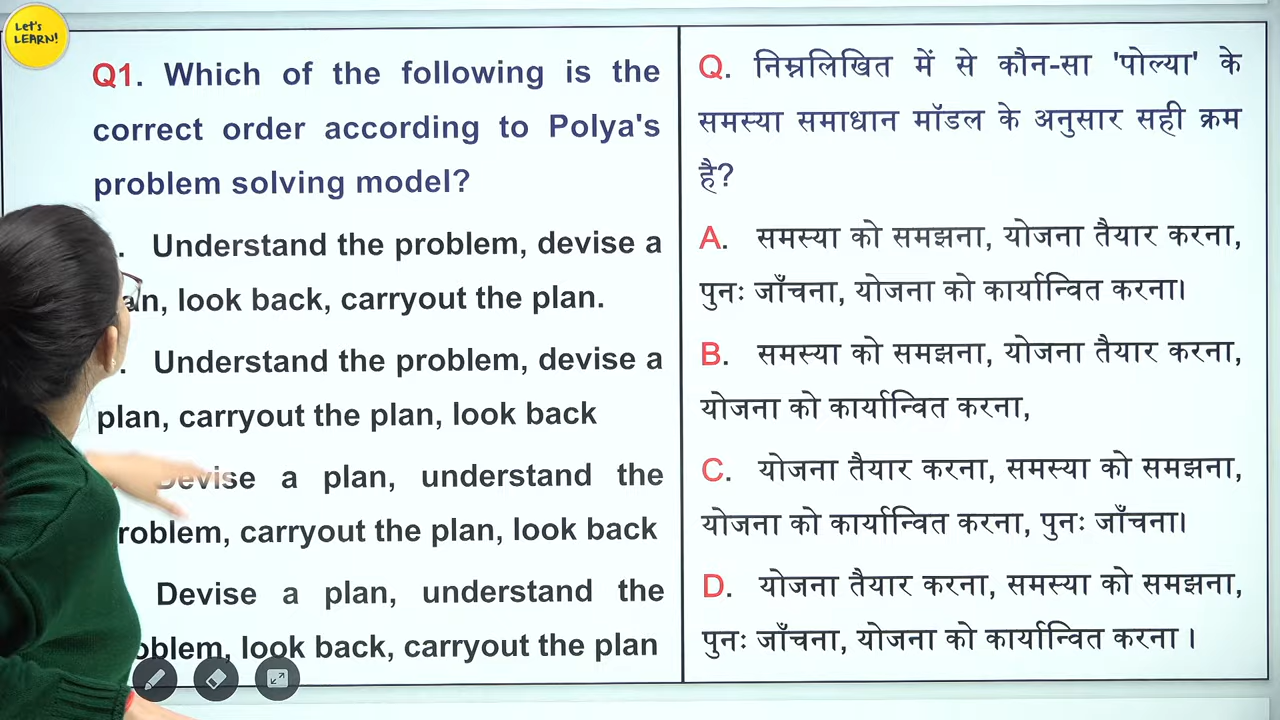 Let's
LEARN!
Q1. Which of the following is the
correct order according to Polya's
problem solving model?
. Understand the problem, devise a
an, look back, carryout the plan.
. Understand the problem, devise a
plan, carryout the plan, look back
Devise a plan, understand the
roblem, carryout the plan, look back
Devise a plan, understand the
oblem, look back, carryout the plan
Q. निम्नलिखित में से कौन-सा 'पोल्या' के
समस्या समाधान मॉडल के अनुसार सही क्रम
है?
A. समस्या को समझना, योजना तैयार करना,
पुनः जाँचना, योजना को कार्यान्वित करना।
B. समस्या को समझना, योजना तैयार करना,
योजना को कार्यान्वित करना,
C. योजना तैयार करना, समस्या को समझना,
योजना को कार्यान्वित करना, पुनः जाँचना।
D. योजना तैयार करना, समस्या को समझना,
पुनः जाँचना, योजना को कार्यान्वित करना ।